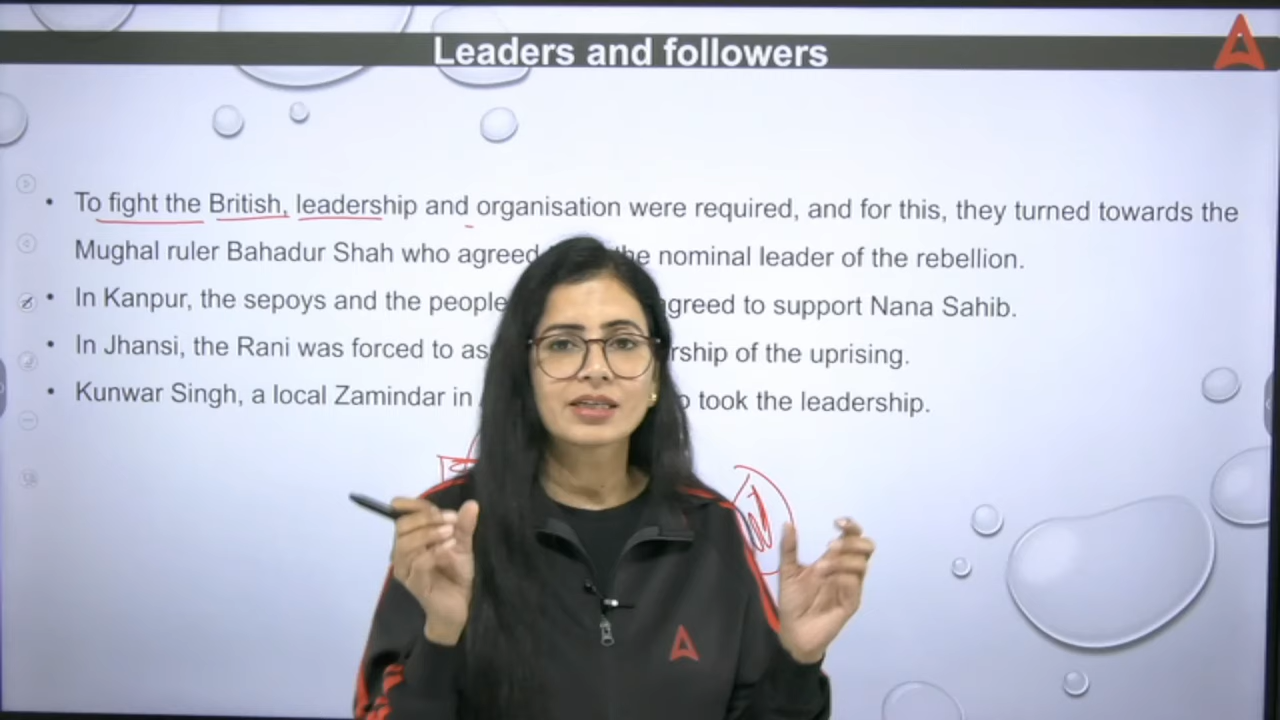 Leaders and followers
• To fight the British, leadership and organisation were required, and for this, they turned towards the
Mughal ruler Bahadur Shah who agreed the nominal leader of the rebellion.
• In Kanpur, the sepoys and the people agreed to support Nana Sahib.
• In Jhansi, the Rani was forced to as rship of the uprising.
• Kunwar Singh, a local Zamindar in took the leadership.